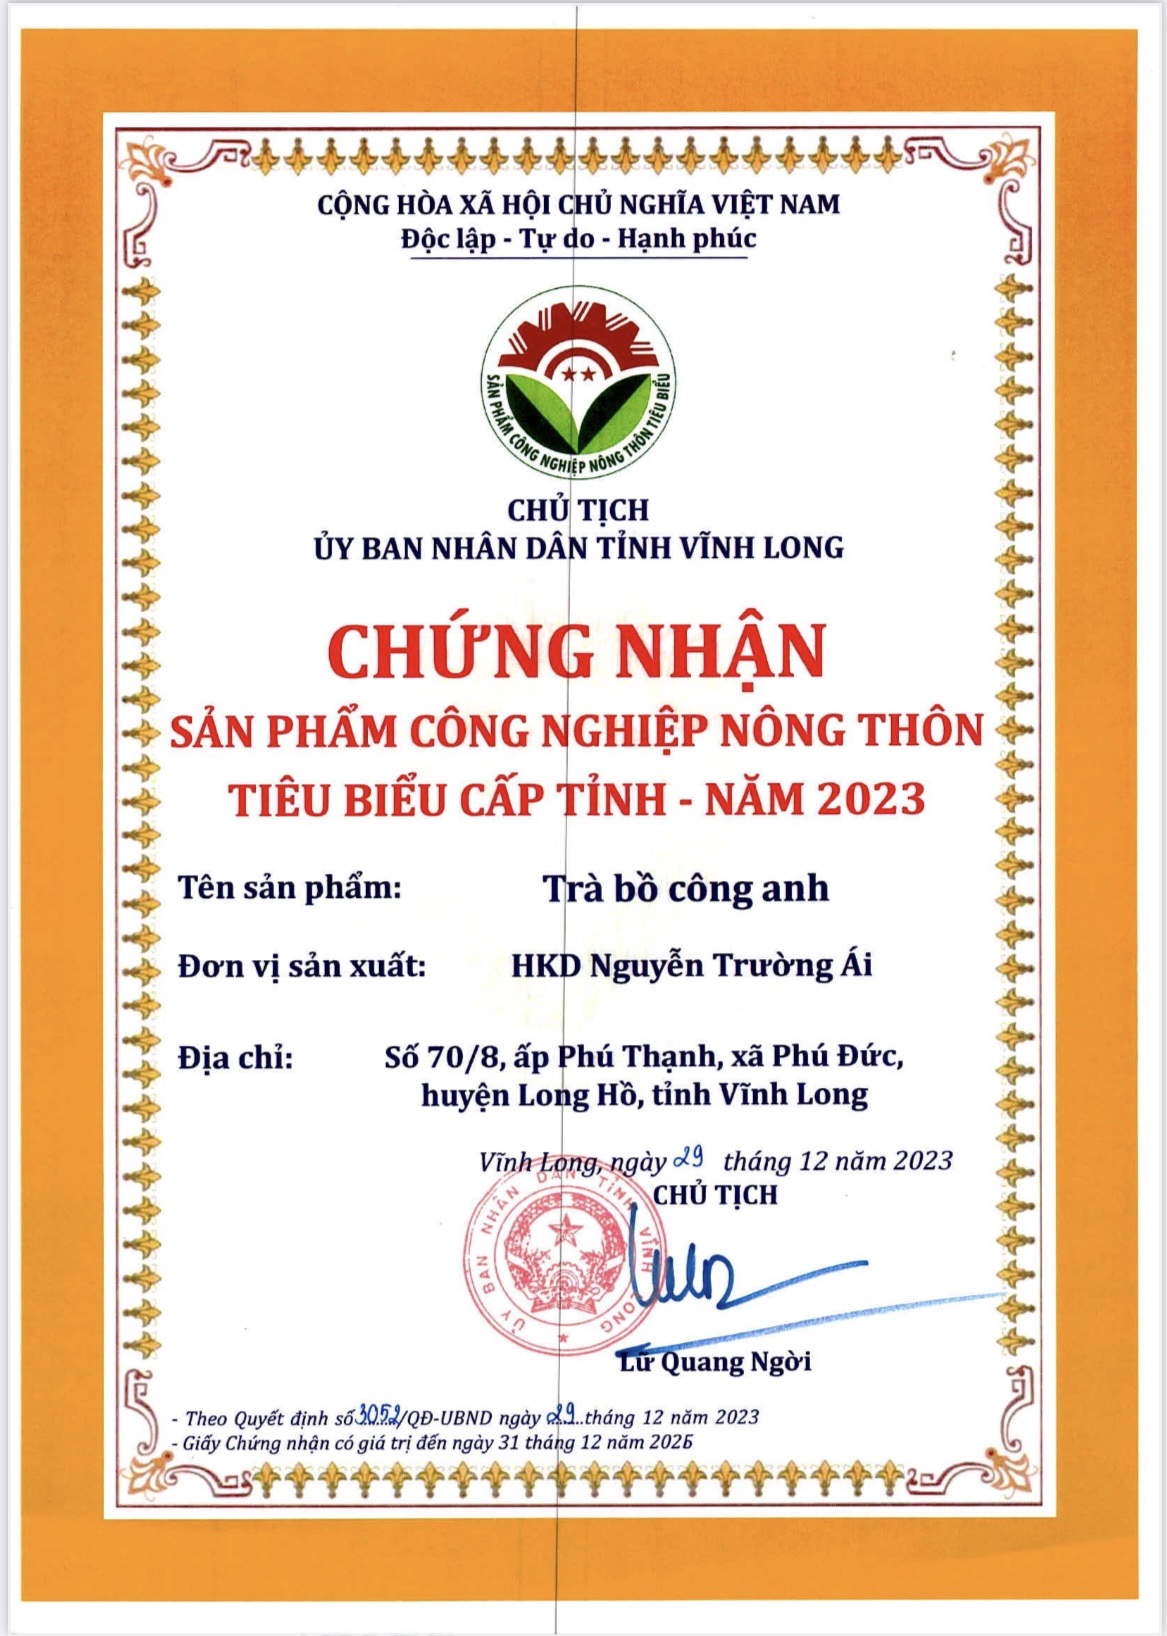 CỘNG HÒA XÃ HỘI CHỦ NGHĨA VIỆT NAM
Độc lập - Tự do - Hạnh phúc
SẢN PHẨM CÔNG NGHIỆP NÔNG THÔN TIÊU BIỂU
CHỦ TỊCH
ỦY BAN NHÂN DÂN TỈNH VĨNH LONG
CHỨNG NHẬN
SẢN PHẨM CÔNG NGHIỆP NÔNG THÔN
TIÊU BIỂU CẤP TỈNH - NĂM 2023
Tên sản phẩm: Trà bồ công anh
Đơn vị sản xuất: HKD Nguyễn Trường Ái
Địa chỉ: Số 70/8, ấp Phú Thạnh, xã Phú Đức,
huyện Long Hồ, tỉnh Vĩnh Long
Vĩnh Long, ngày 29 tháng 12 năm 2023
CHỦ TỊCH
ỦY BAN NHÂN DÂN TỈNH VĨNH LONG
Lữ Quang Ngời
- Theo Quyết định số 3052/QĐ-UBND ngày 29 tháng 12 năm 2023
- Giấy Chứng nhận có giá trị đến ngày 31 tháng 12 năm 2025